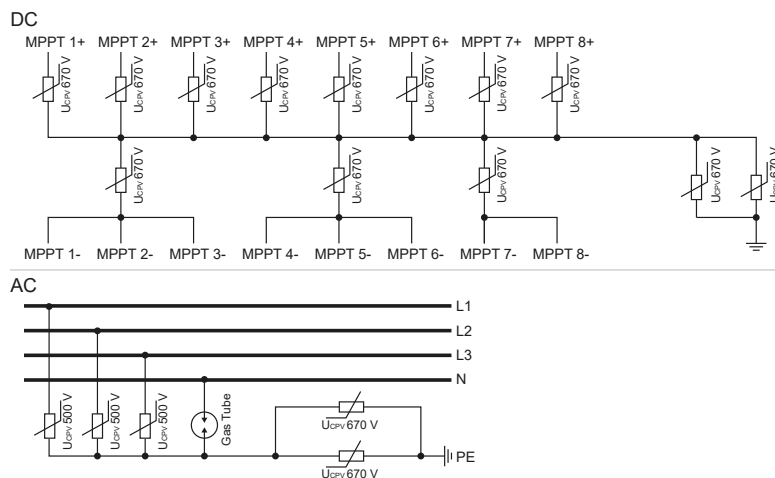 DC
MPPT 1+ MPPT 2+ MPPT 3+ MPPT 4+ MPPT 5+ MPPT 6+ MPPT 7+ MPPT 8+
UCPV 670 V UCPV 670 V UCPV 670 V UCPV 670 V UCPV 670 V UCPV 670 V UCPV 670 V UCPV 670 V
UCPV 670 V UCPV 670 V UCPV 670 V UCPV 670 V UCPV 670 V
MPPT 1- MPPT 2- MPPT 3- MPPT 4- MPPT 5- MPPT 6- MPPT 7- MPPT 8-
AC
L1
L2
L3
N
UCPV 500 V UCPV 500 V UCPV 500 V Gas Tube
UCPV 670 V
PE
UCPV 670 V